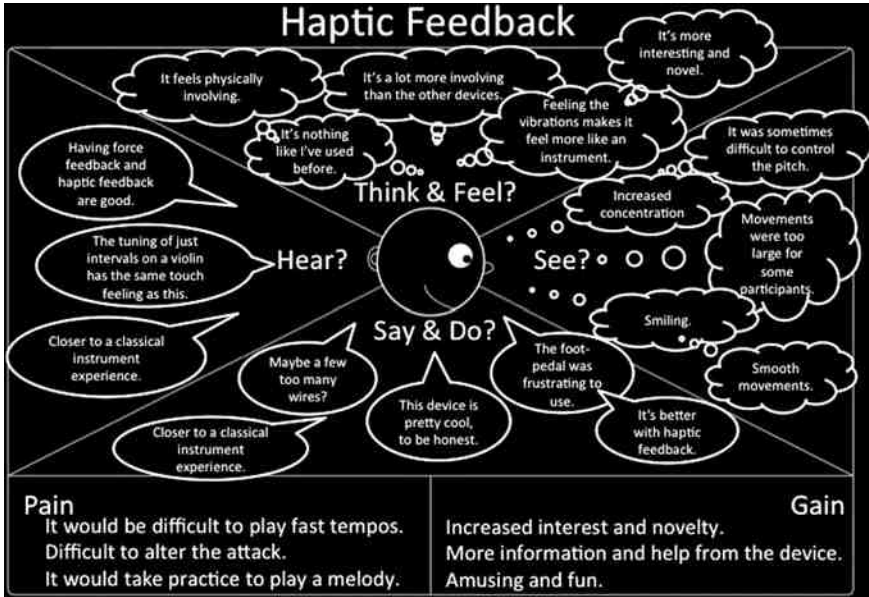 Haptic Feedback
It feels physically
involving.
It's a lot more involving
than the other devices.
It's more
interesting and
novel.
It's nothing
like I've used
before.
Feeling the
vibrations makes it
feel more like an
instrument.
It was sometimes
difficult to control
the pitch.
Having force
feedback and
haptic feedback
are good.
Think & Feel?
Increased
concentration
The tuning of just
intervals on a violin
has the same touch
feeling as this.
Hear?
See?
Movements
were too
large for
some
participants.
Closer to a classical
instrument
experience.
Say & Do?
Smiling.
Maybe a few
too many
wires?
The foot-
pedal was
frustrating to
use.
Smooth
movements.
This device is
pretty cool,
to be honest.
Closer to a classical
instrument
experience.
It's better
with haptic
feedback.
Pain
It would be difficult to play fast tempos.
Difficult to alter the attack.
It would take practice to play a melody.
Gain
Increased interest and novelty.
More information and help from the device.
Amusing and fun.